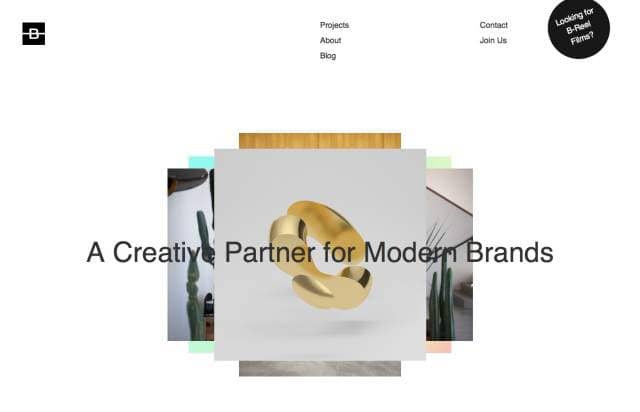 B
Projects
About
Blog
Contact
Join Us
Looking for
B-Reel
Films?
A Creative Partner for Modern Brands